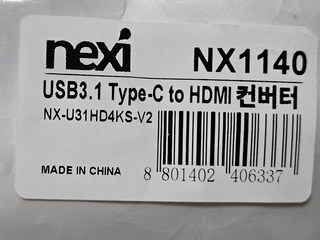 nexi NX1140
USB3.1 Type-C to HDMI 컨버터
NX-U31HD4KS-V2
MADE IN CHINA
8 801402 406337